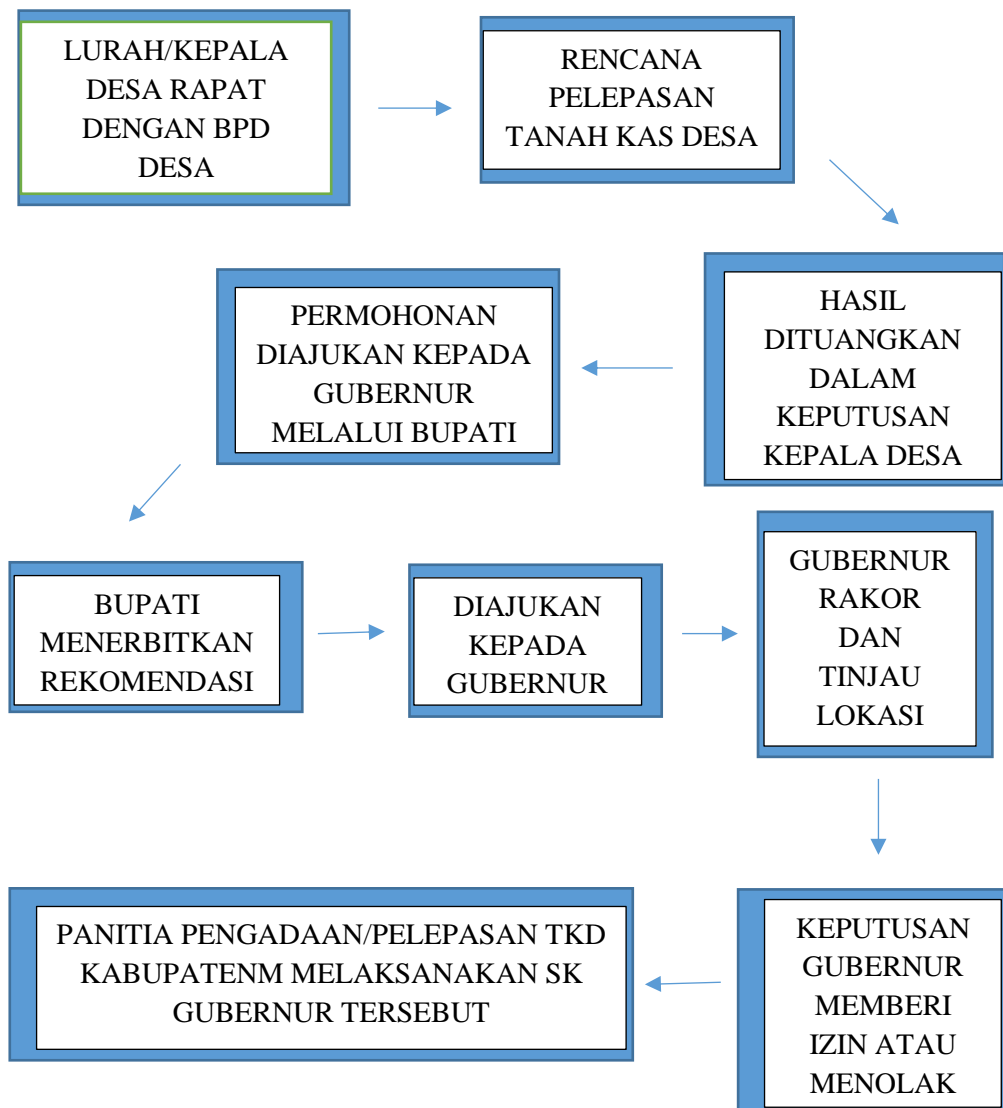 LURAH/KEPALA
DESA RAPAT
DENGAN BPD
DESA
RENCANA
PELEPASAN
TANAH KAS DESA
HASIL
DITUANGKAN
DALAM
KEPUTUSAN
KEPALA DESA
PERMOHONAN
DIAJUKAN KEPADA
GUBERNUR
MELALUI BUPATI
BUPATI
MENERBITKAN
REKOMENDASI
DIAJUKAN
KEPADA
GUBERNUR
GUBERNUR
RAKOR
DAN
TINJAU
LOKASI
KEPUTUSAN
GUBERNUR
MEMBERI
IZIN ATAU
MENOLAK
PANITIA PENGADAAN/PELEPASAN TKD
KABUPATENM MELAKSANAKAN SK
GUBERNUR TERSEBUT